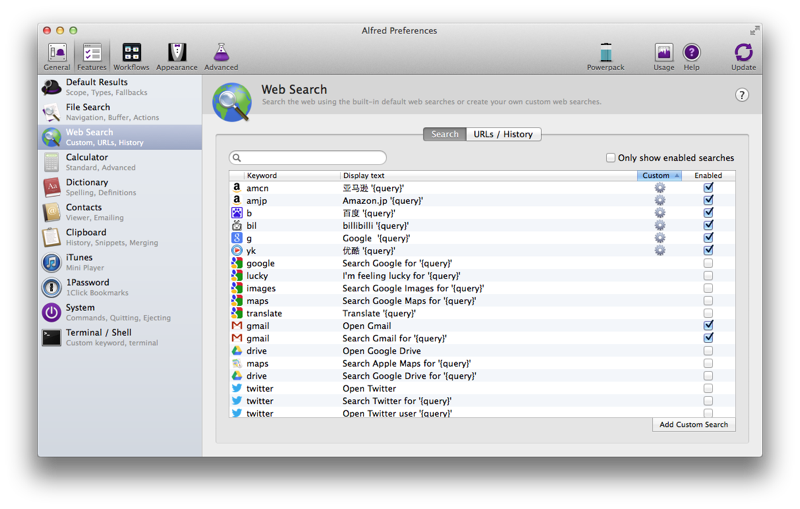 Alfred Preferences
General Features Workflows Appearance Advanced Powerpack Usage Help Update
Default Results
Scope, Types, Fallbacks
File Search
Navigation, Buffer, Actions
Web Search
Custom, URLs, History
Calculator
Standard, Advanced
Dictionary
Spelling, Definitions
Contacts
Viewer, Emailing
Clipboard
History, Snippets, Merging
iTunes
Mini Player
1Password
1Click Bookmarks
System
Commands, Quitting, Ejecting
Terminal / Shell
Custom keyword, terminal
Web Search
Search the web using the built-in default web searches or create your own custom web searches.
?
Search URLs / History
Only show enabled searches
Keyword Display text Custom Enabled
amcn 亚马逊 '{query}'
amjp Amazon.jp '{query}'
b 百度 '{query}'
bil billibilli '{query}'
g Google '{query}'
yk 优酷 '{query}'
google Search Google for '{query}'
lucky I'm feeling lucky for '{query}'
images Search Google Images for '{query}'
maps Search Google Maps for '{query}'
translate Translate '{query}'
gmail Open Gmail
gmail Search Gmail for '{query}'
drive Open Google Drive
maps Search Apple Maps for '{query}'
drive Search Google Drive for '{query}'
twitter Open Twitter
twitter Search Twitter for '{query}'
twitter Open Twitter user '{query}'
Add Custom Search